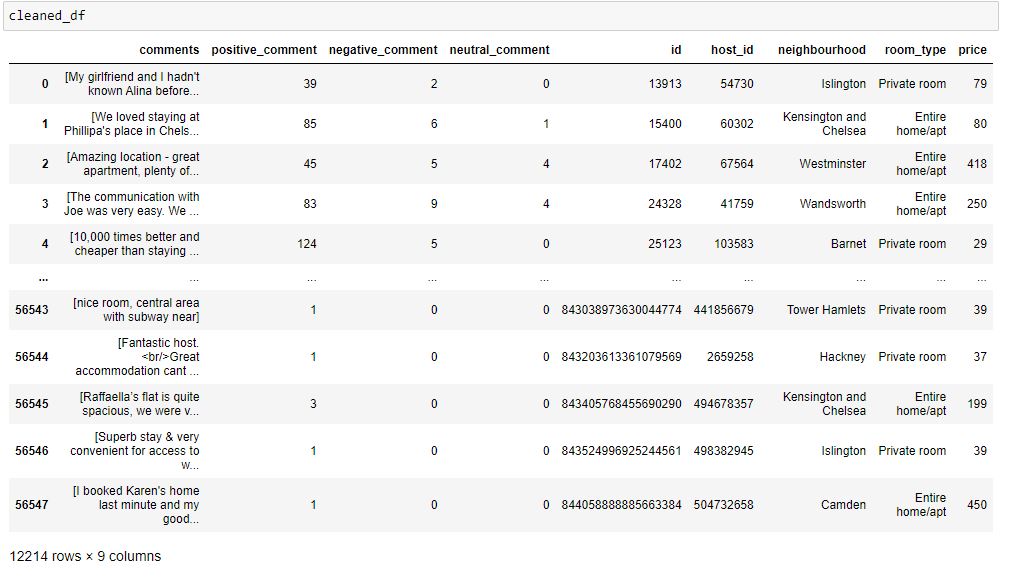 cleaned_df
comments positive_comment negative_comment neutral_comment id host_id neighbourhood room_type price
0 [My girlfriend and I hadn't known Alina before... 39 2 0 13913 54730 Islington Private room 79
1 [We loved staying at Phillipa's place in Chels... 85 6 1 15400 60302 Kensington and Chelsea Entire home/apt 80
2 [Amazing location - great apartment, plenty of... 45 5 4 17402 67564 Westminster Entire home/apt 418
3 [The communication with Joe was very easy. We ... 83 9 4 24328 41759 Wandsworth Entire home/apt 250
4 [10,000 times better and cheaper than staying ... 124 5 0 25123 103583 Barnet Private room 29
... ... ... ... ... ... ... ... ... ...
56543 [nice room, central area with subway near] 1 0 0 843038973630044774 441856679 Tower Hamlets Private room 39
56544 [Fantastic host. <br/>Great accommodation cant ... 1 0 0 843203613361079569 2659258 Hackney Private room 37
56545 [Raffaella's flat is quite spacious, we were v... 3 0 0 843405768455690290 494678357 Kensington and Chelsea Entire home/apt 199
56546 [Superb stay & very convenient for access to w... 1 0 0 843524996925244561 498382945 Islington Private room 39
56547 [I booked Karen's home last minute and my good... 1 0 0 844058888885663384 504732658 Camden Entire home/apt 450
12214 rows × 9 columns